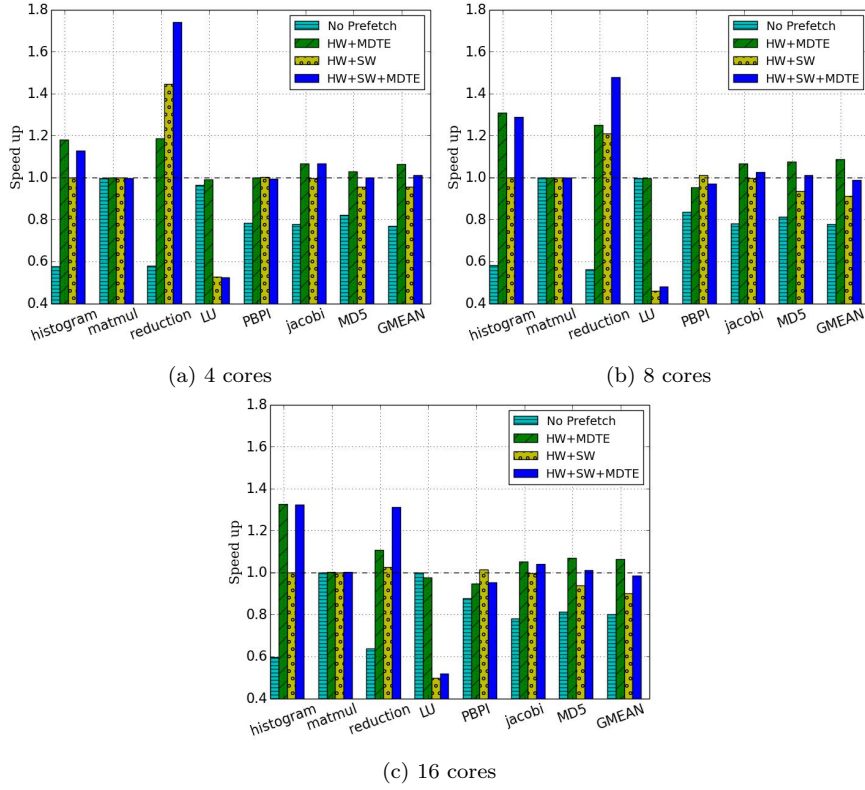 1.8
1.6
1.4
1.2
1.0
0.8
0.6
0.4
Speed up
No Prefetch
HW+MDTE
HW+SW
HW+SW+MDTE
histogram
matmul
reduction
LU
PBPI
jacobi
MD5
GMEAN
(a) 4 cores
1.8
1.6
1.4
1.2
1.0
0.8
0.6
0.4
Speed up
No Prefetch
HW+MDTE
HW+SW
HW+SW+MDTE
histogram
matmul
reduction
LU
PBPI
jacobi
MD5
GMEAN
(b) 8 cores
1.8
1.6
1.4
1.2
1.0
0.8
0.6
0.4
Speed up
No Prefetch
HW+MDTE
HW+SW
HW+SW+MDTE
histogram
matmul
reduction
LU
PBPI
jacobi
MD5
GMEAN
(c) 16 cores